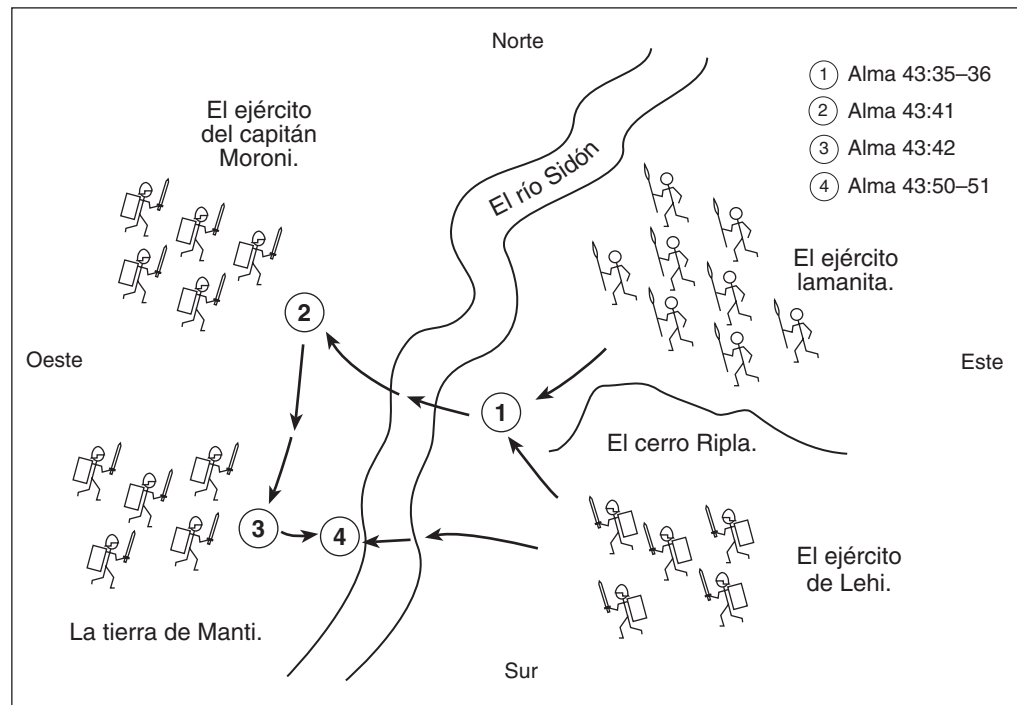 Norte
① Alma 43:35–36
② Alma 43:41
③ Alma 43:42
④ Alma 43:50–51
El ejército
del capitán
Moroni.
El río Sidón
El ejército
lamanita.
2
Oeste
Este
1
El cerro Ripla.
3
4
El ejército
de Lehi.
La tierra de Manti.
Sur